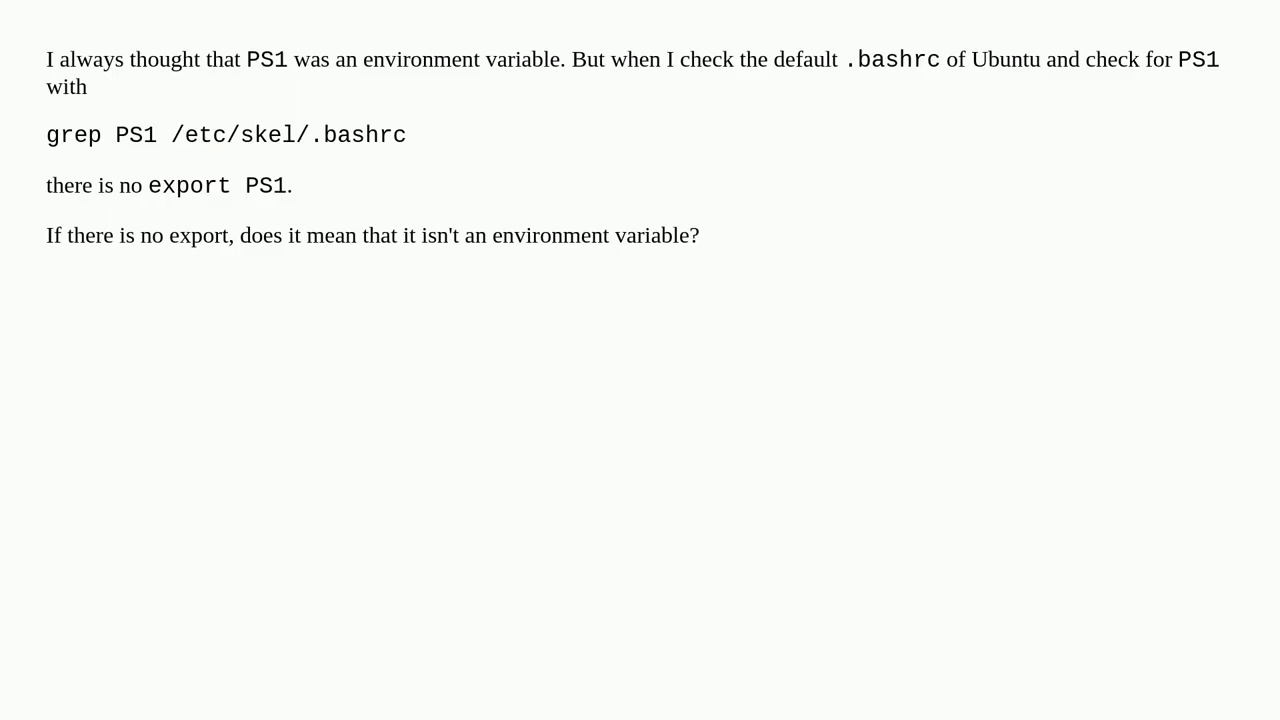 I always thought that PS1 was an environment variable. But when I check the default .bashrc of Ubuntu and check for PS1
with
grep PS1 /etc/skel/.bashrc
there is no export PS1.
If there is no export, does it mean that it isn't an environment variable?